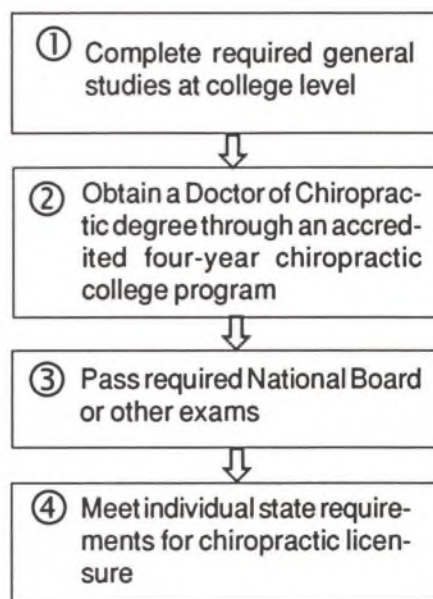 ① Complete required general
studies at college level
② Obtain a Doctor of Chiroprac-
tic degree through an accred-
ited four-year chiropractic
college program
③ Pass required National Board
or other exams
④ Meet individual state require-
ments for chiropractic licen-
sure